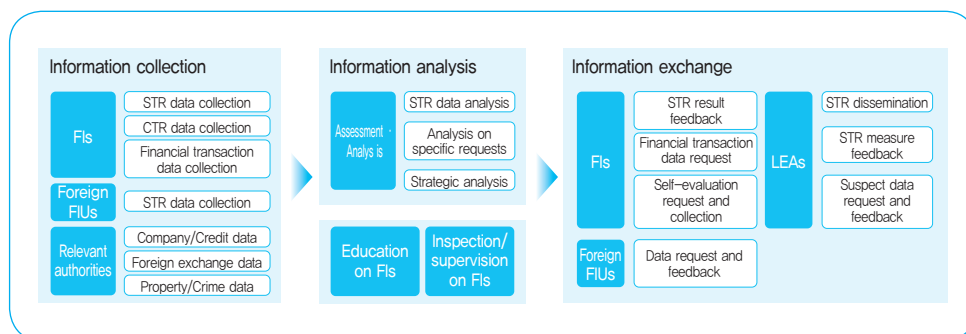 Information collection
FIs
STR data collection
CTR data collection
Financial transaction
data collection
Foreign
FIUs
STR data collection
Relevant
authorities
Company/Credit data
Foreign exchange data
Property/Crime data
Information analysis
Assessment ·
Analys is
STR data analysis
Analysis on
specific requests
Strategic analysis
Education
on FIs
Inspection/
supervision
on FIs
Information exchange
FIs
STR result
feedback
Financial transaction
data request
Self-evaluation
request and
collection
LEAs
STR dissemination
STR measure
feedback
Suspect data
request and
feedback
Foreign
FIUs
Data request and
feedback